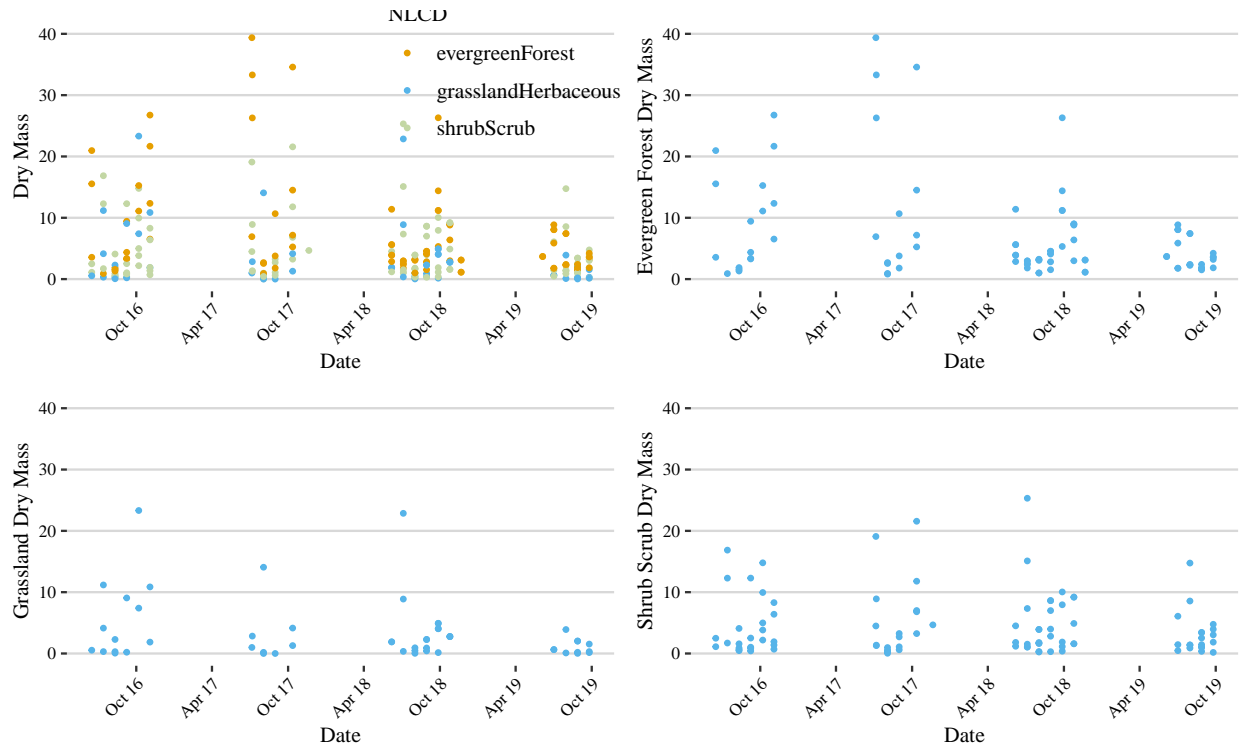 NLCD
evergreenForest
grasslandHerbaceous
shrubScrub
Dry Mass
40
30
20
10
0
Oct 16
Apr 17
Oct 17
Apr 18
Oct 18
Apr 19
Oct 19
Date
Evergreen Forest Dry Mass
40
30
20
10
0
Oct 16
Apr 17
Oct 17
Apr 18
Oct 18
Apr 19
Oct 19
Date
Grassland Dry Mass
40
30
20
10
0
Oct 16
Apr 17
Oct 17
Apr 18
Oct 18
Apr 19
Oct 19
Date
Shrub Scrub Dry Mass
40
30
20
10
0
Oct 16
Apr 17
Oct 17
Apr 18
Oct 18
Apr 19
Oct 19
Date